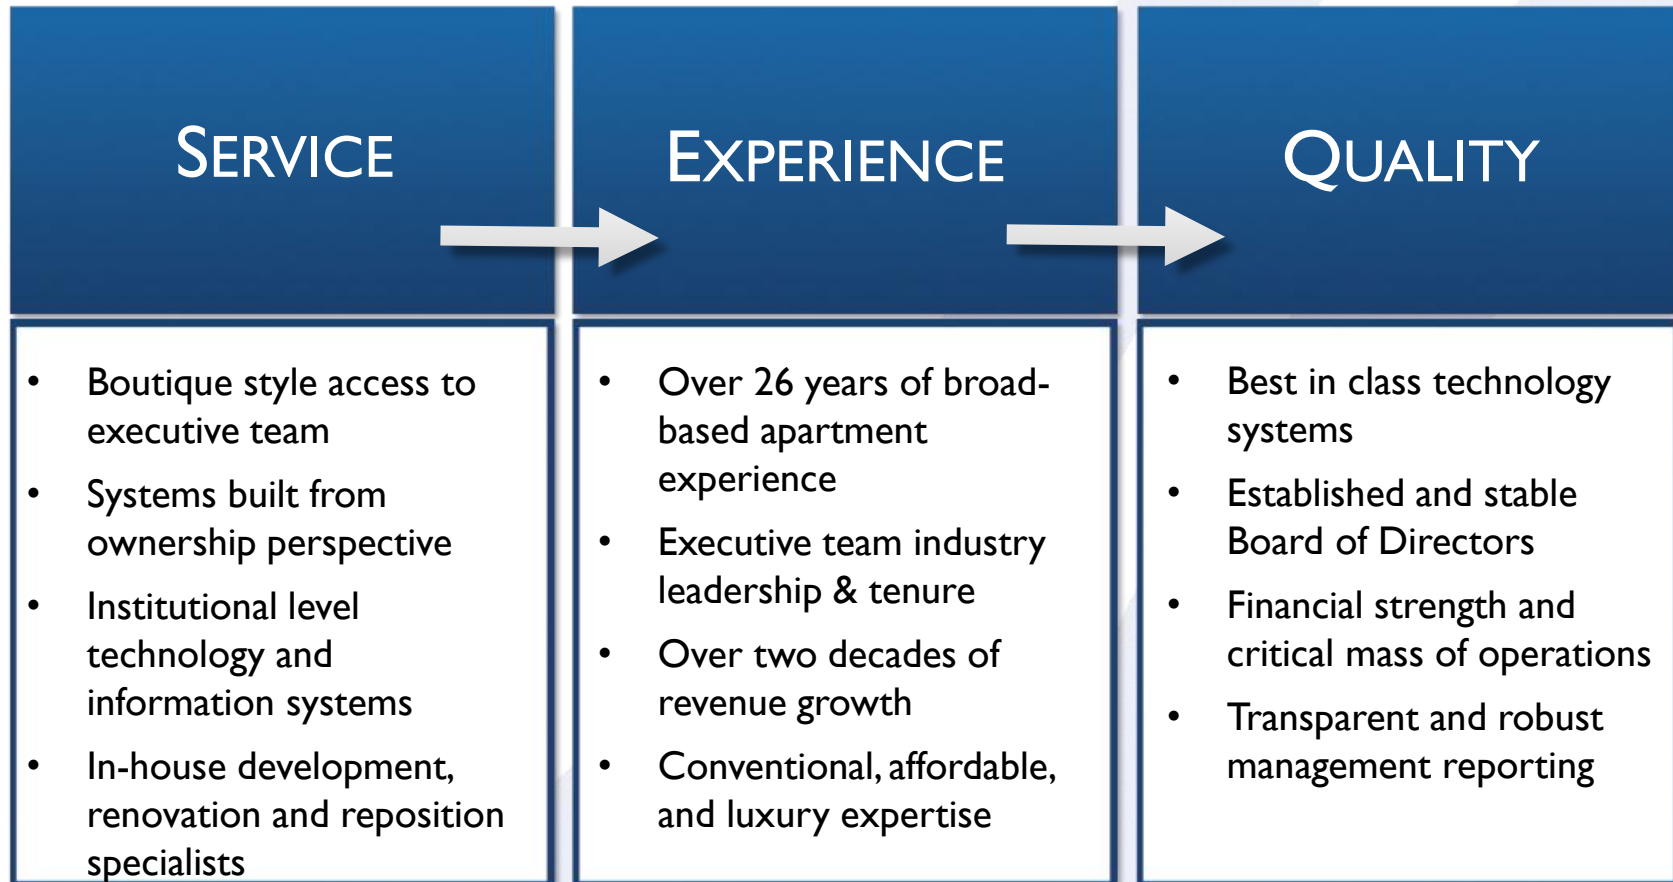 SERVICE
• Boutique style access to
executive team
• Systems built from
ownership perspective
• Institutional level
technology and
information systems
• In-house development,
renovation and reposition
specialists
EXPERIENCE
• Over 26 years of broad-
based apartment
experience
• Executive team industry
leadership & tenure
• Over two decades of
revenue growth
• Conventional, affordable,
and luxury expertise
QUALITY
• Best in class technology
systems
• Established and stable
Board of Directors
• Financial strength and
critical mass of operations
• Transparent and robust
management reporting